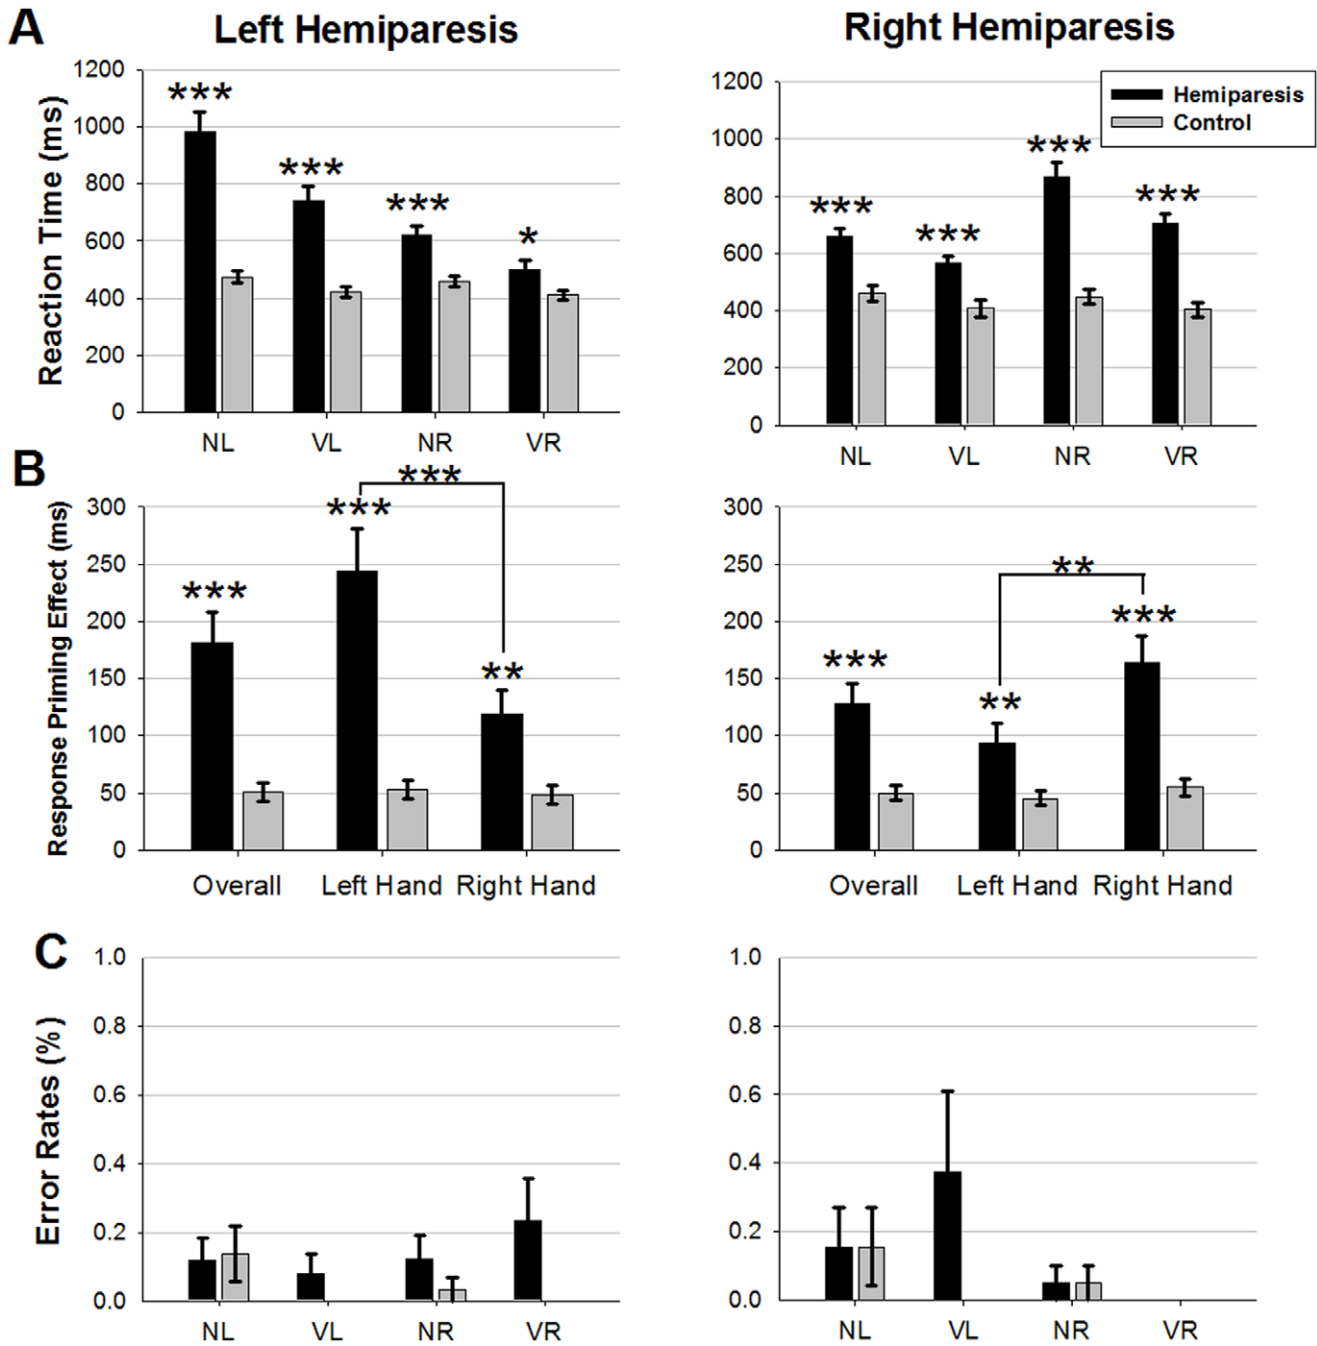 A
Left Hemiparesis
Right Hemiparesis
Reaction Time (ms)
1200
1000
800
600
400
200
0
***
***
***
*
NL
VL
NR
VR
1200
1000
800
600
400
200
0
***
***
***
***
Hemiparesis
Control
NL
VL
NR
VR
B
Response Priming Effect (ms)
300
250
200
150
100
50
0
***
***
***
**
Overall
Left Hand
Right Hand
300
250
200
150
100
50
0
***
**
**
***
Overall
Left Hand
Right Hand
C
Error Rates (%)
1.0
0.8
0.6
0.4
0.2
0.0
NL
VL
NR
VR
1.0
0.8
0.6
0.4
0.2
0.0
NL
VL
NR
VR